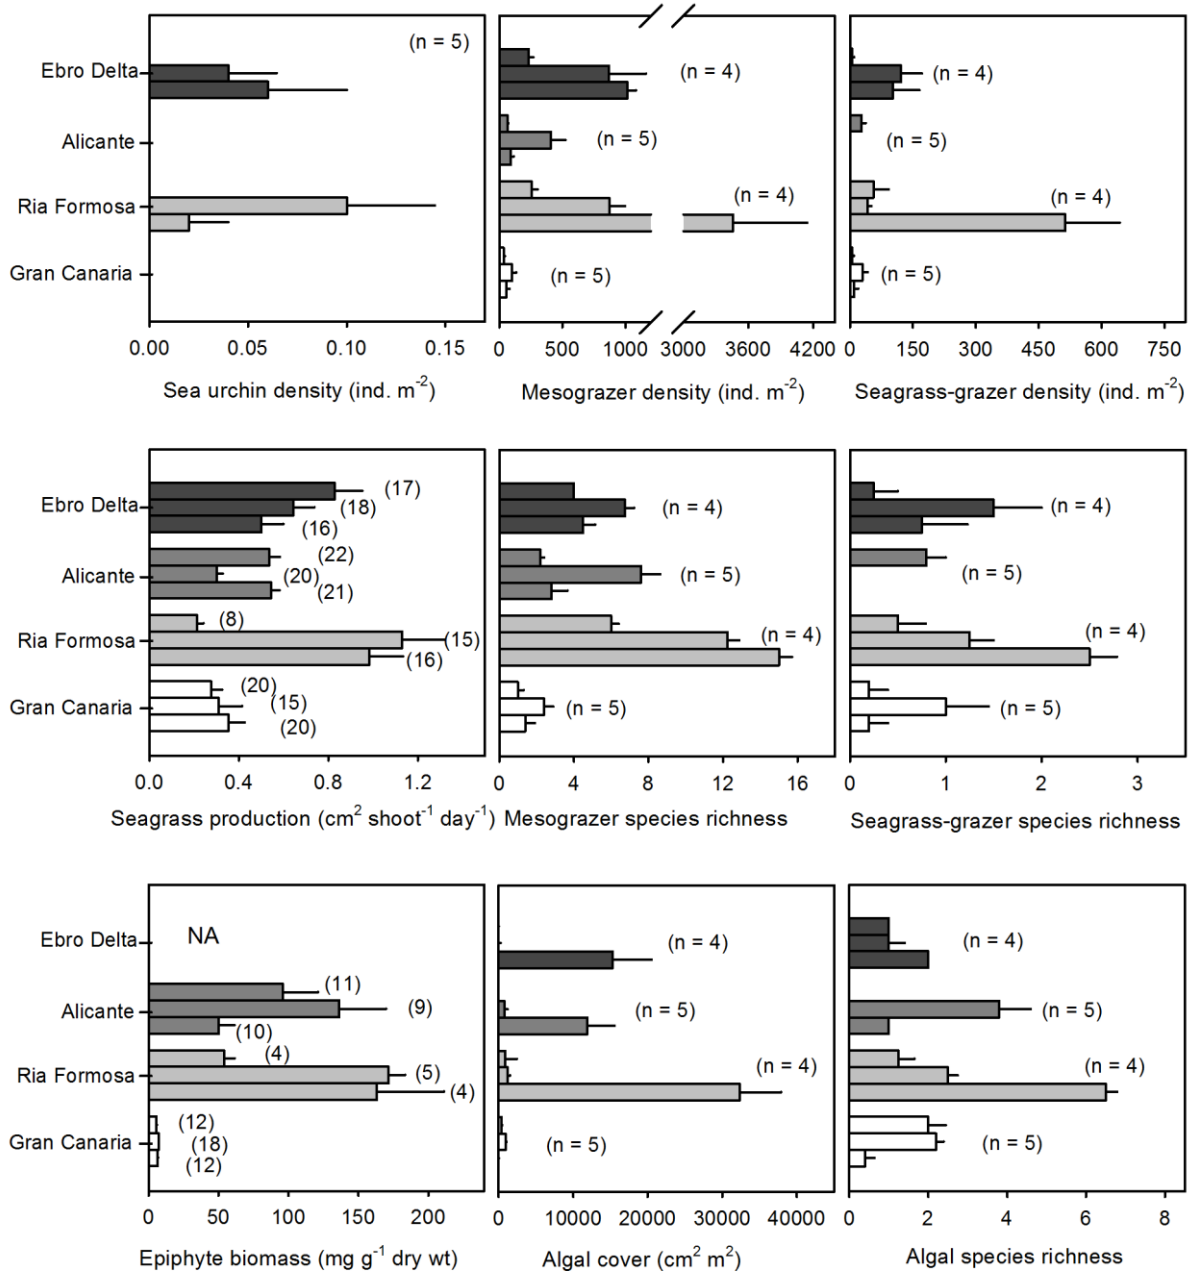 (n = 5)
Ebro Delta
(n = 4)
(n = 4)
Alicante
(n = 5)
(n = 5)
Ria Formosa
(n = 4)
(n = 4)
Gran Canaria
(n = 5)
(n = 5)
0.00 0.05 0.10 0.15
0 500 1000 3000 3600 4200
0 150 300 450 600 750
Sea urchin density (ind. m⁻²)
Mesograzer density (ind. m⁻²)
Seagrass-grazer density (ind. m⁻²)
(17)
Ebro Delta
(18)
(n = 4)
(n = 4)
(16)
(22)
Alicante
(20)
(n = 5)
(n = 5)
(21)
(8)
Ria Formosa
(15)
(n = 4)
(n = 4)
(16)
(20)
Gran Canaria
(15)
(n = 5)
(n = 5)
(20)
0.0 0.4 0.8 1.2
0 4 8 12 16
0 1 2 3
Seagrass production (cm² shoot⁻¹ day⁻¹)
Mesograzer species richness
Seagrass-grazer species richness
Ebro Delta
NA
(n = 4)
(n = 4)
(11)
Alicante
(9)
(n = 5)
(n = 5)
(10)
(4)
Ria Formosa
(5)
(n = 4)
(n = 4)
(4)
(12)
Gran Canaria
(18)
(n = 5)
(n = 5)
(12)
0 50 100 150 200
0 10000 20000 30000 40000
0 2 4 6 8
Epiphyte biomass (mg g⁻¹ dry wt)
Algal cover (cm² m²)
Algal species richness